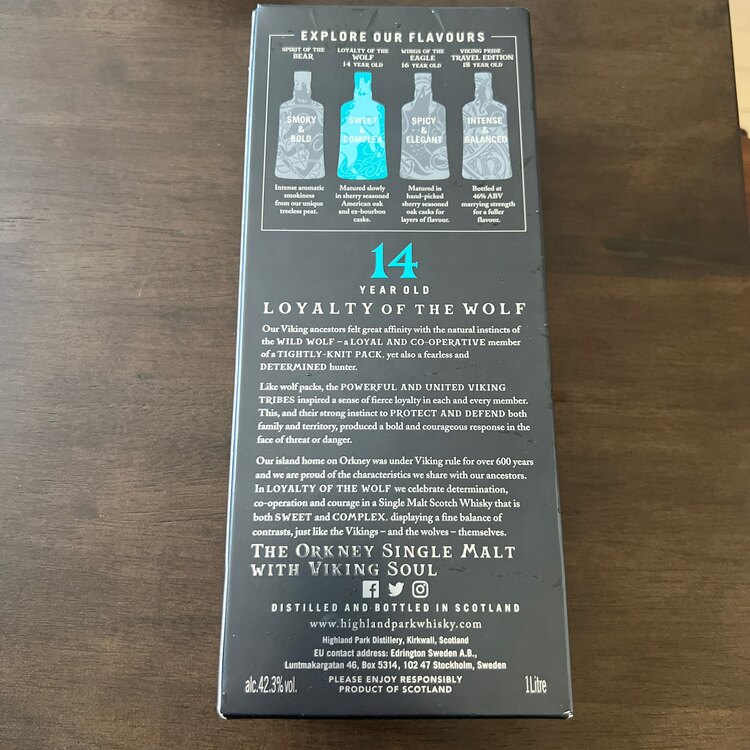 EXPLORE OUR FLAVOURS
SPIRIT OF THE
BEAR
LOYALTY OF THE
WOLF
14 YEAR OLD
WINGS OF THE
EAGLE
16 YEAR OLD
VIKING PRIDE -
TRAVEL EDITION
18 YEAR OLD
SMOKY
&
BOLD
SWEET
&
COMPLEX
SPICY
&
ELEGANT
INTENSE
&
BALANCED
Intense aromatic
smokiness
from our unique
treeless peat.
Matured slowly
in sherry seasoned
American oak
and ex-bourbon
casks.
Matured in
hand-picked
sherry seasoned
oak casks for
layers of flavour.
Bottled at
46% ABV
marrying strength
for a fuller
flavour.
14
YEAR OLD
LOYALTY OF THE WOLF
Our Viking ancestors felt great affinity with the natural instincts of
the WILD WOLF – a LOYAL AND CO-OPERATIVE member
of a TIGHTLY-KNIT PACK, yet also a fearless and
DETERMINED hunter.
Like wolf packs, the POWERFUL AND UNITED VIKING
TRIBES inspired a sense of fierce loyalty in each and every member.
This, and their strong instinct to PROTECT AND DEFEND both
family and territory, produced a bold and courageous response in the
face of threat or danger.
Our island home on Orkney was under Viking rule for over 600 years
and we are proud of the characteristics we share with our ancestors.
In LOYALTY OF THE WOLF we celebrate determination,
co-operation and courage in a Single Malt Scotch Whisky that is
both SWEET and COMPLEX, displaying a fine balance of
contrasts, just like the Vikings – and the wolves – themselves.
THE ORKNEY SINGLE MALT
WITH VIKING SOUL
DISTILLED AND BOTTLED IN SCOTLAND
www.highlandparkwhisky.com
Highland Park Distillery, Kirkwall, Scotland
EU contact address: Edrington Sweden A.B.,
Luntmakargatan 46, Box 5314, 102 47 Stockholm, Sweden
alc.42.3% vol.
PLEASE ENJOY RESPONSIBLY
PRODUCT OF SCOTLAND
1 Litre